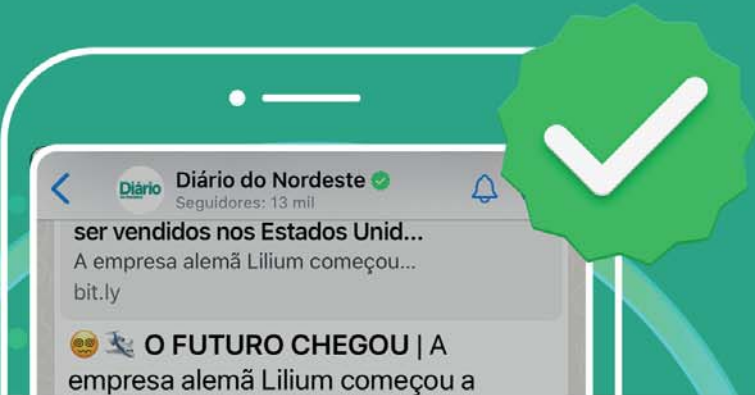 Diário
Diário do Nordeste
Seguidores: 13 mil
ser vendidos nos Estados Unid...
A empresa alemã Lilium começou...
bit.ly
O FUTURO CHEGOU | A
empresa alemã Lilium começou a